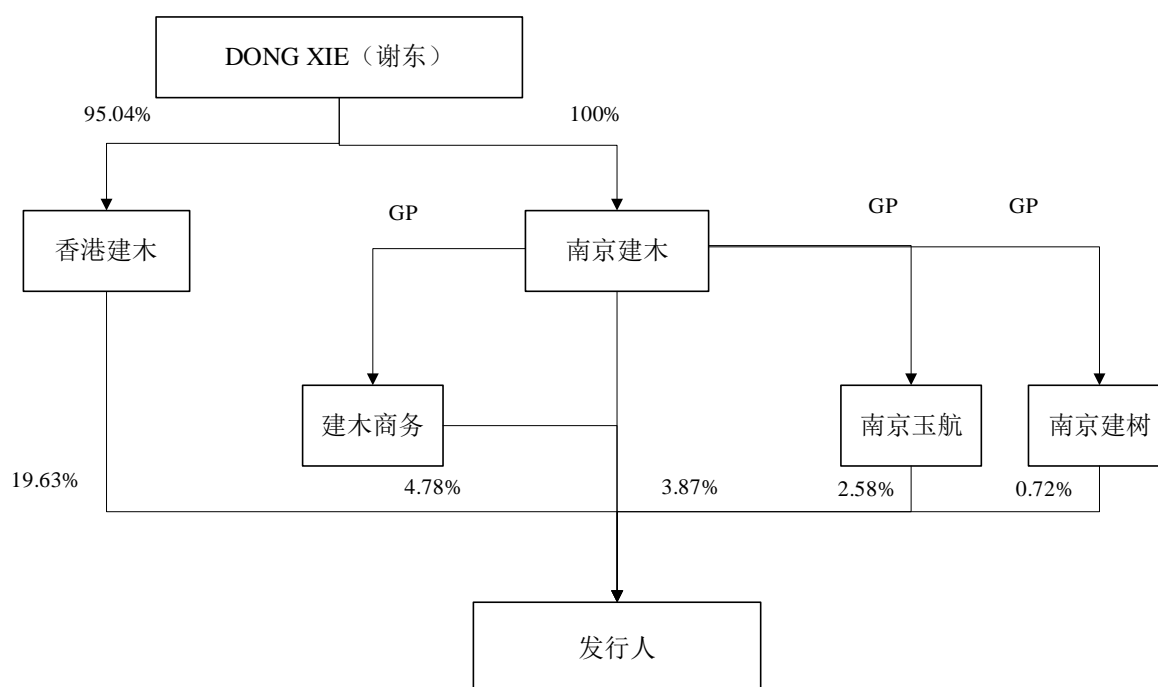 DONG XIE（谢东）
95.04%
100%
GP
GP
GP
香港建木
南京建木
建木商务
南京玉航
南京建树
19.63%
4.78%
3.87%
2.58%
0.72%
发行人